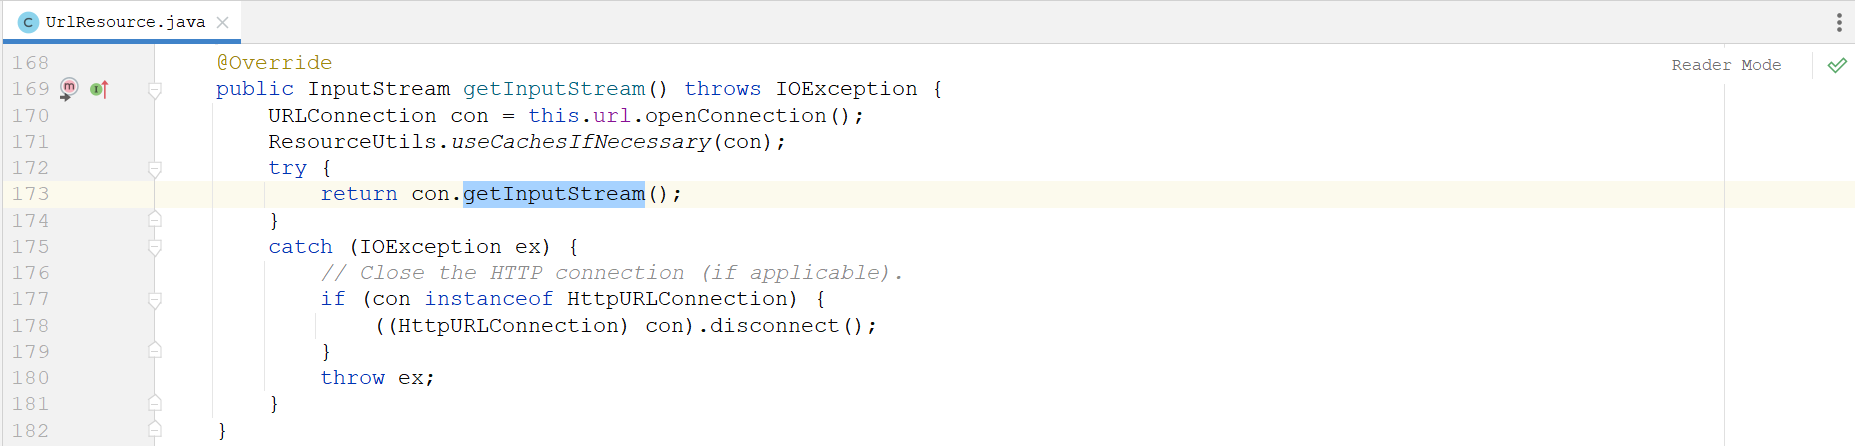 C UrlResource.java
168 @Override
Reader Mode
169 public InputStream getInputStream() throws IOException {
170 URLConnection con = this.url.openConnection();
171 ResourceUtils.useCachesIfNecessary(con);
172 try {
173 return con.getInputStream();
174 }
175 catch (IOException ex) {
176 // Close the HTTP connection (if applicable).
177 if (con instanceof HttpURLConnection) {
178 ((HttpURLConnection) con).disconnect();
179 }
180 throw ex;
181 }
182 }